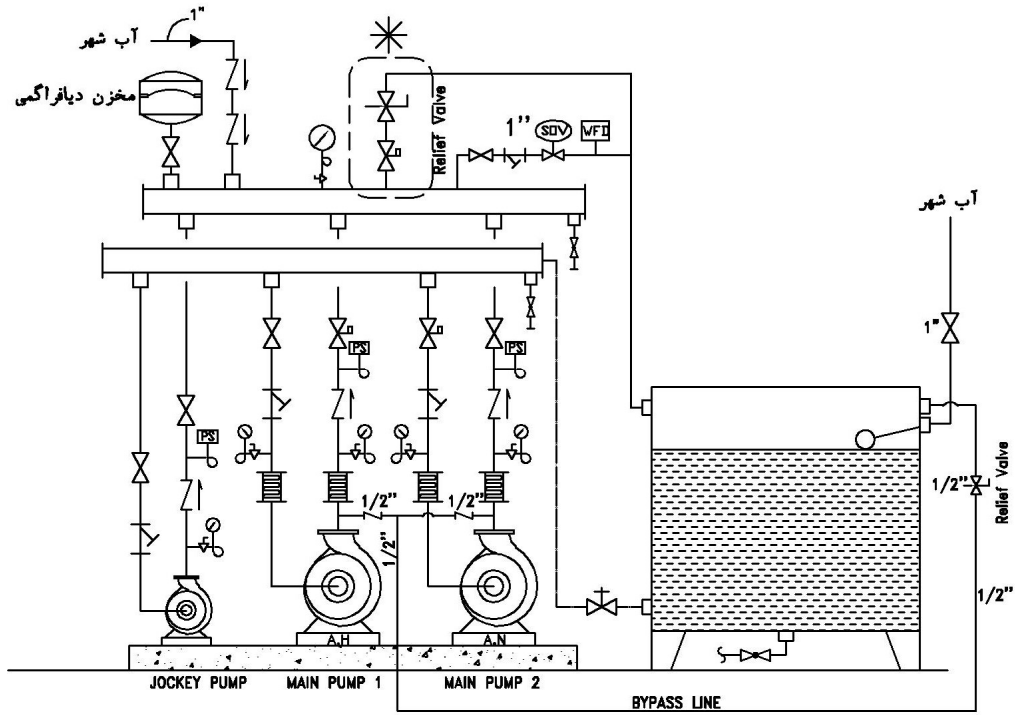 1"
آب شهر
مخزن دیافراگمی
Relief Valve
1''
SOV
WFD
آب شهر
1"
PS
PS
PS
1/2"
1/2"
1/2"
1/2"
Relief Valve
1/2"
A.H
A.N
JOCKEY PUMP
MAIN PUMP 1
MAIN PUMP 2
BYPASS LINE